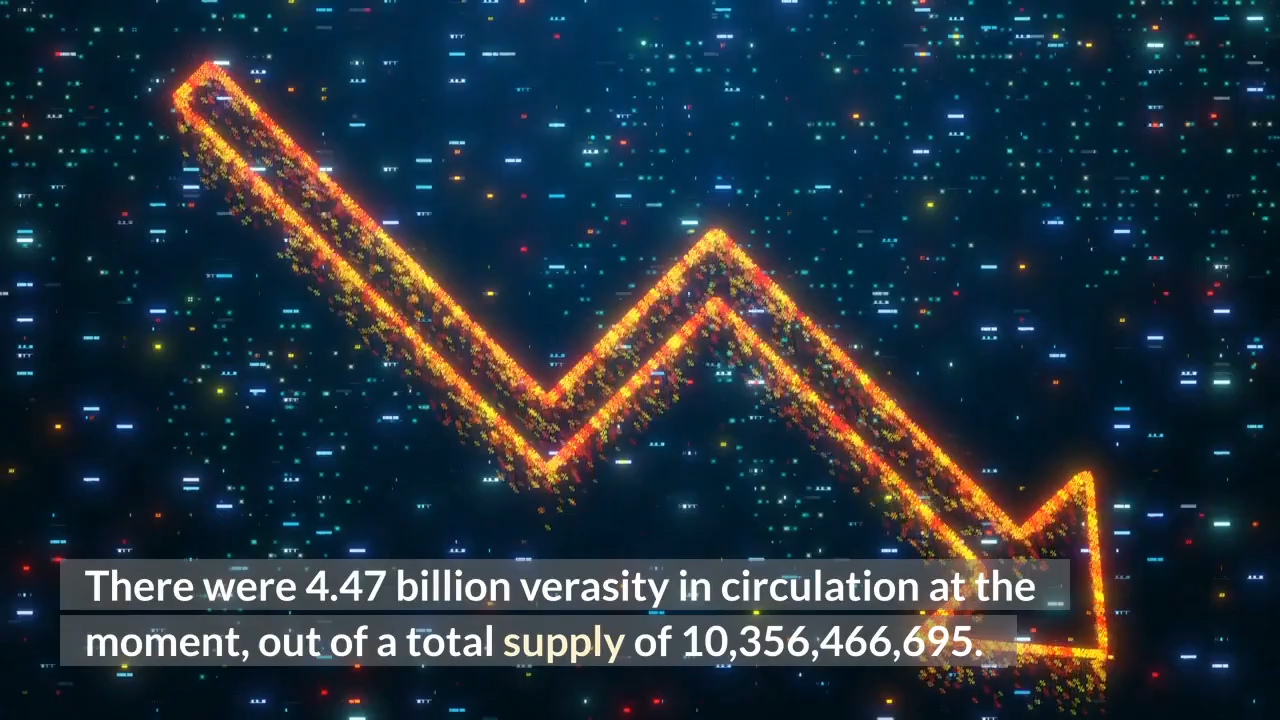 There were 4.47 billion verasity in circulation at the
moment, out of a total supply of 10,356,466,695.